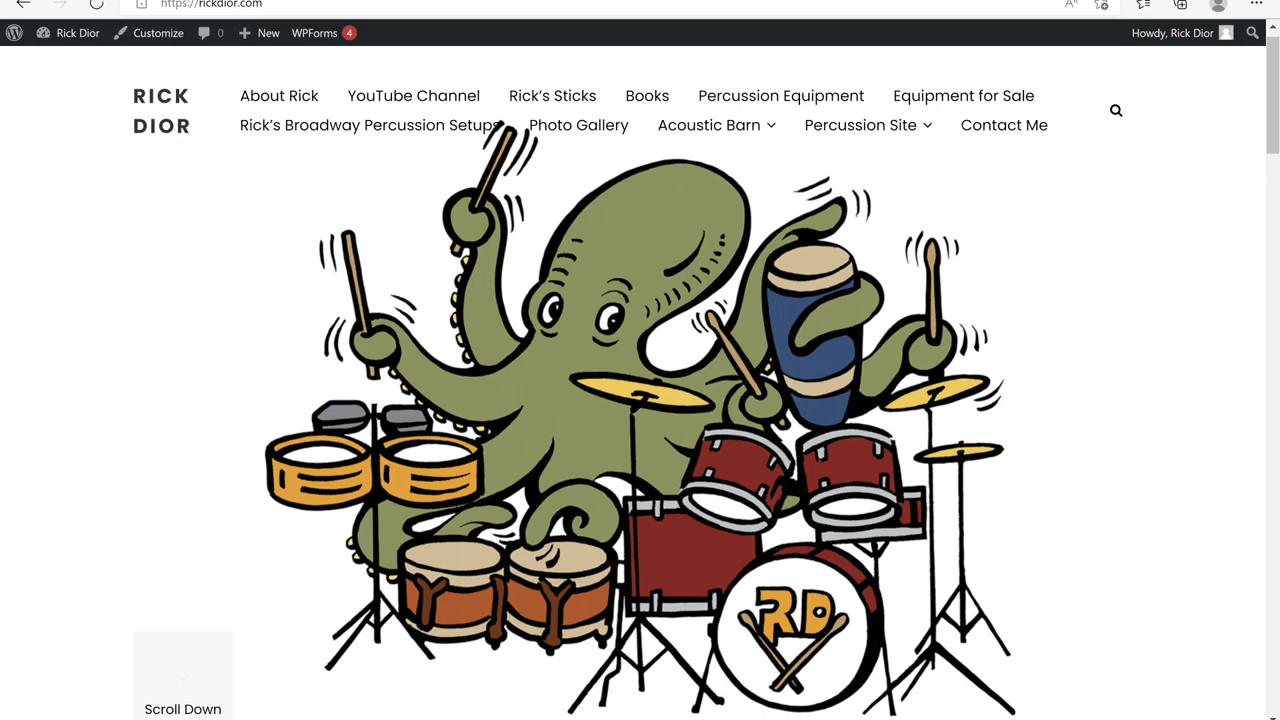 https://rickdior.com
Rick Dior Customize 0 New WPForms 4 Howdy, Rick Dior
RICK
DIOR
About Rick YouTube Channel Rick's Sticks Books Percussion Equipment Equipment for Sale
Rick's Broadway Percussion Setups Photo Gallery Acoustic Barn Percussion Site Contact Me
RD
Scroll Down